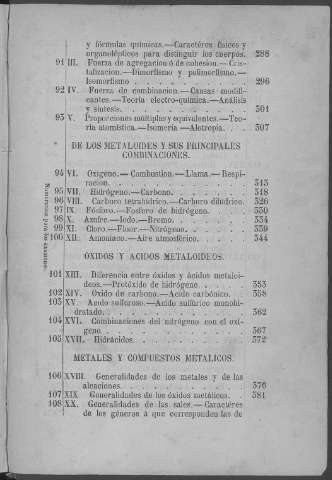 y fórmulas químicas.—Caractéres físicos y
organolépticos para distinguir los cuerpos. 288
91 III. Fuerza de agregacion ó de cohesion.—Cris-
talizacion.—Dimorfismo y polimorfismo.—
Isomorfismo . . . . . . . 296
92 IV. Fuerza de combinacion.—Causas modifi-
cantes.—Teoría electro-química.—Análisis
y síntesis. . . . . . . . 301
93 V. Proporciones múltiplas y equivalentes.—Teo-
ría atomística.—Isomeria—Alotropia. . . 307
DE LOS METALOIDES Y SUS PRINCIPALES
COMBINACIONES.
94 VI. Oxígeno.—Combustion.—Llama.—Respi-
racion. . . . . . . . 313
95 VII. Hidrógeno.—Carbono. . . . . . 318
96 VIII. Carburo tetrahídrico.—Carburo dihídrico. 326
97 IX. Fósforo.—Fosforo de hidrógeno. . . . 330
98 X. Azufre—Iodo.—Bromo. . . . . 334
99 XI. Cloro.—Fluor.—Nitrógeno. . . . . 339
100 XII. Amoniaco.—Aire atmosférico. . . . . 344
ÓXIDOS Y ACIDOS METALOIDEOS.
101 XIII. Diferencia entre óxidos y ácidos metaloi-
deos.—Protóxido de hidrógeno. . . . . 353
102 XIV. Oxido de carbono.—Acido carbónico. . . 358
103 XV. Acido sulfuroso.—Acido sulfúrico monohi-
dratado. . . . . . . . 362
104 XVI. Combinaciones del nitrógeno con el oxí-
geno. . . . . . . . 367
105 XVII. Hidrácidos. . . . . . . . 372
METALES Y COMPUESTOS METALICOS.
106 XVIII. Generalidades de los metales y de las
aleaciones. . . . . . . . 376
107 XIX Generalidades de los óxidos metálicos. . 381
108 XX. Generalidades de las sales.—Caractéres
de los géneros á que corresponden las de